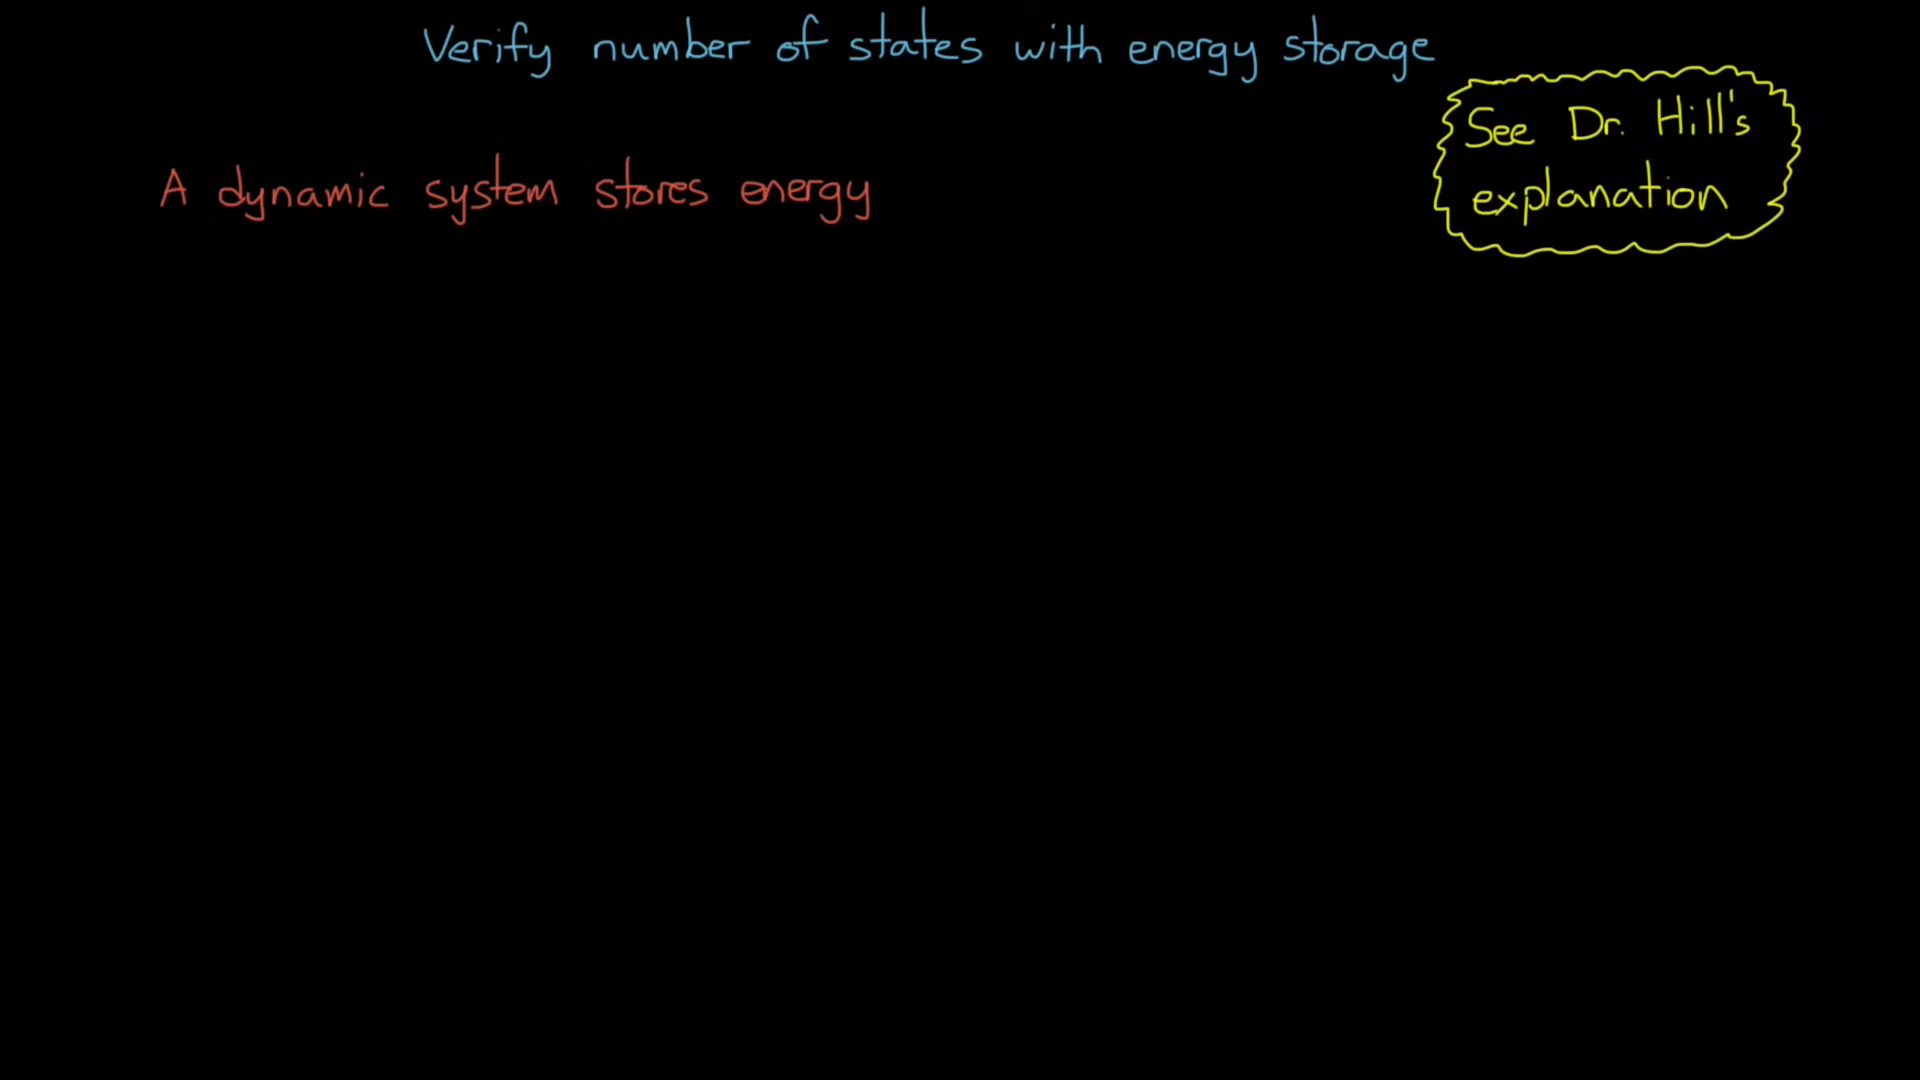 Verify number of states with energy storage
See Dr. Hill's
explanation
A dynamic system stores energy